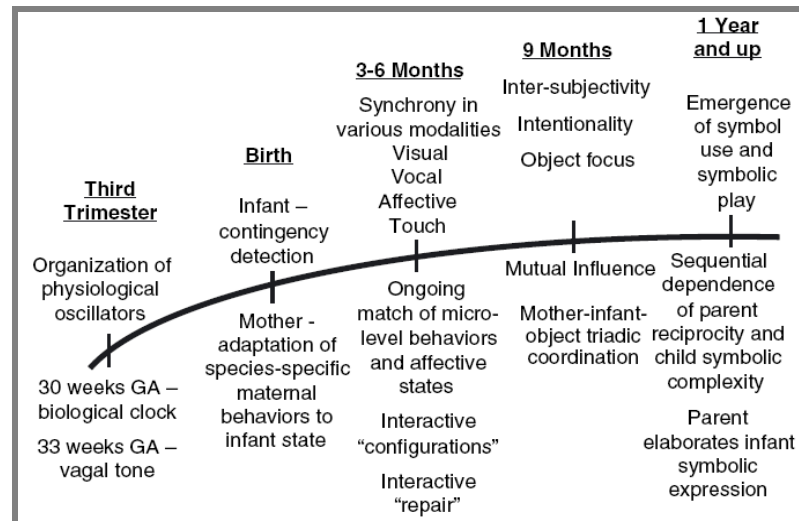 Third
Trimester
Organization of
physiological
oscillators
30 weeks GA –
biological clock
33 weeks GA –
vagal tone
Birth
Infant –
contingency
detection
Mother -
adaptation of
species-specific
maternal
behaviors to
infant state
3-6 Months
Synchrony in
various modalities
Visual
Vocal
Affective
Touch
Ongoing
match of micro-
level behaviors
and affective
states
Interactive
“configurations”
Interactive
“repair”
9 Months
Inter-subjectivity
Intentionality
Object focus
Mutual Influence
Mother-infant-
object triadic
coordination
1 Year
and up
Emergence
of symbol
use and
symbolic
play
Sequential
dependence
of parent
reciprocity and
child symbolic
complexity
Parent
elaborates infant
symbolic
expression